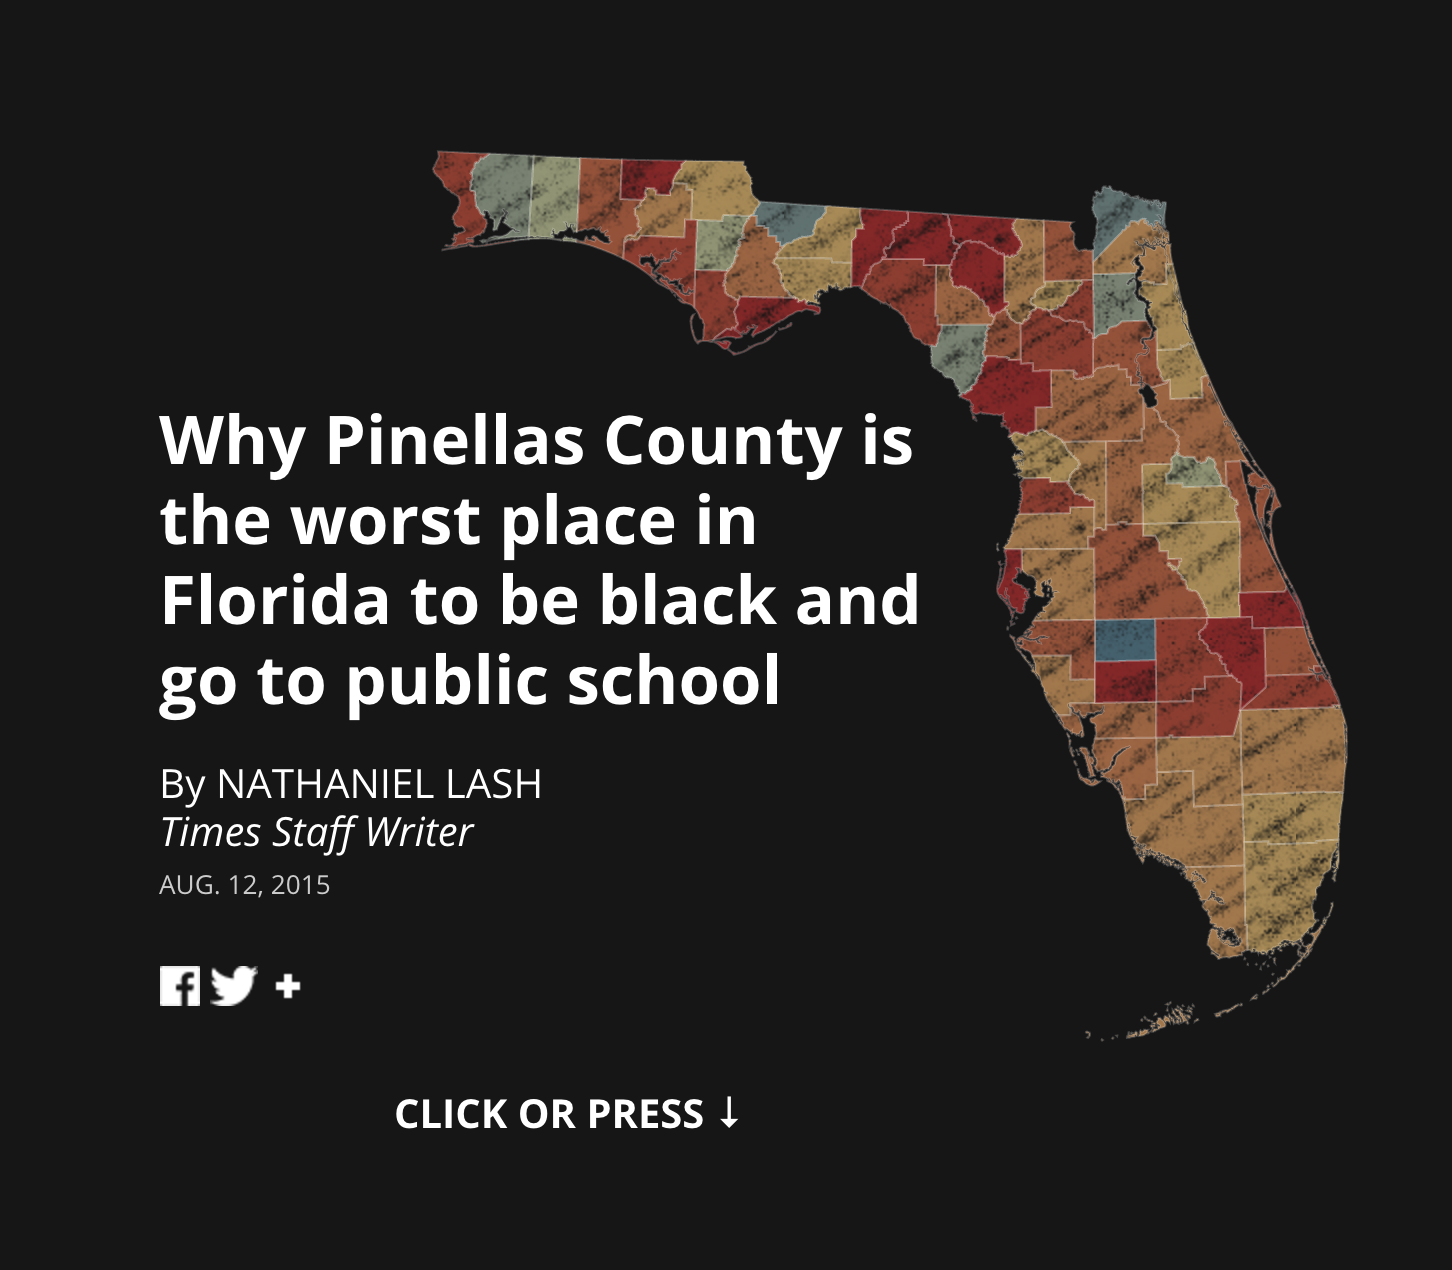 Why Pinellas County is
the worst place in
Florida to be black and
go to public school
By NATHANIEL LASH
Times Staff Writer
AUG. 12, 2015
CLICK OR PRESS ↓